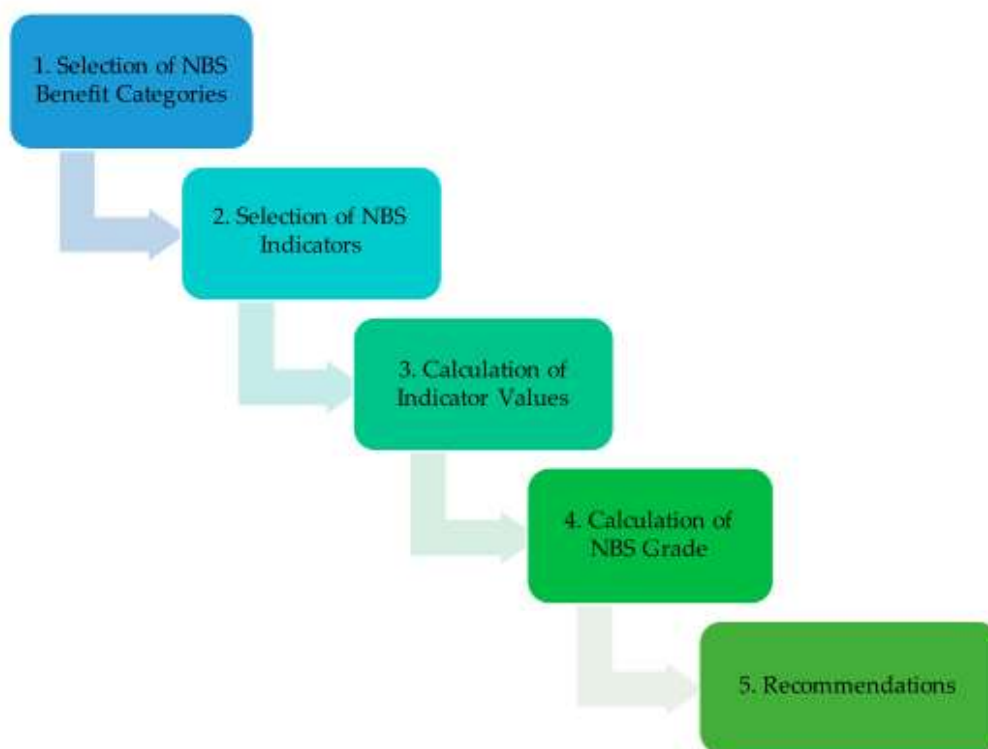 1. Selection of NBS
Benefit Categories
2. Selection of NBS
Indicators
3. Calculation of
Indicator Values
4. Calculation of
NBS Grade
5. Recommendations